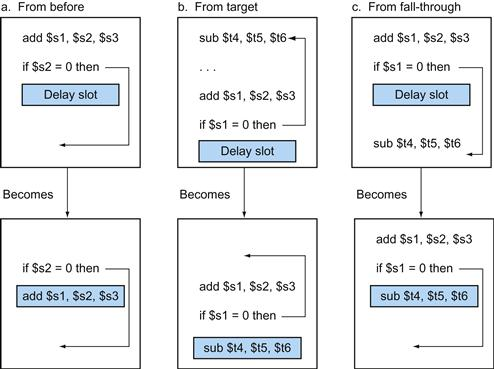 a. From before
add $s1, $s2, $s3
if $s2 = 0 then
Delay slot
Becomes
if $s2 = 0 then
add $s1, $s2, $s3
b. From target
sub $t4, $t5, $t6
. . .
add $s1, $s2, $s3
if $s1 = 0 then
Delay slot
Becomes
add $s1, $s2, $s3
if $s1 = 0 then
sub $t4, $t5, $t6
c. From fall-through
add $s1, $s2, $s3
if $s1 = 0 then
Delay slot
sub $t4, $t5, $t6
Becomes
add $s1, $s2, $s3
if $s1 = 0 then
sub $t4, $t5, $t6